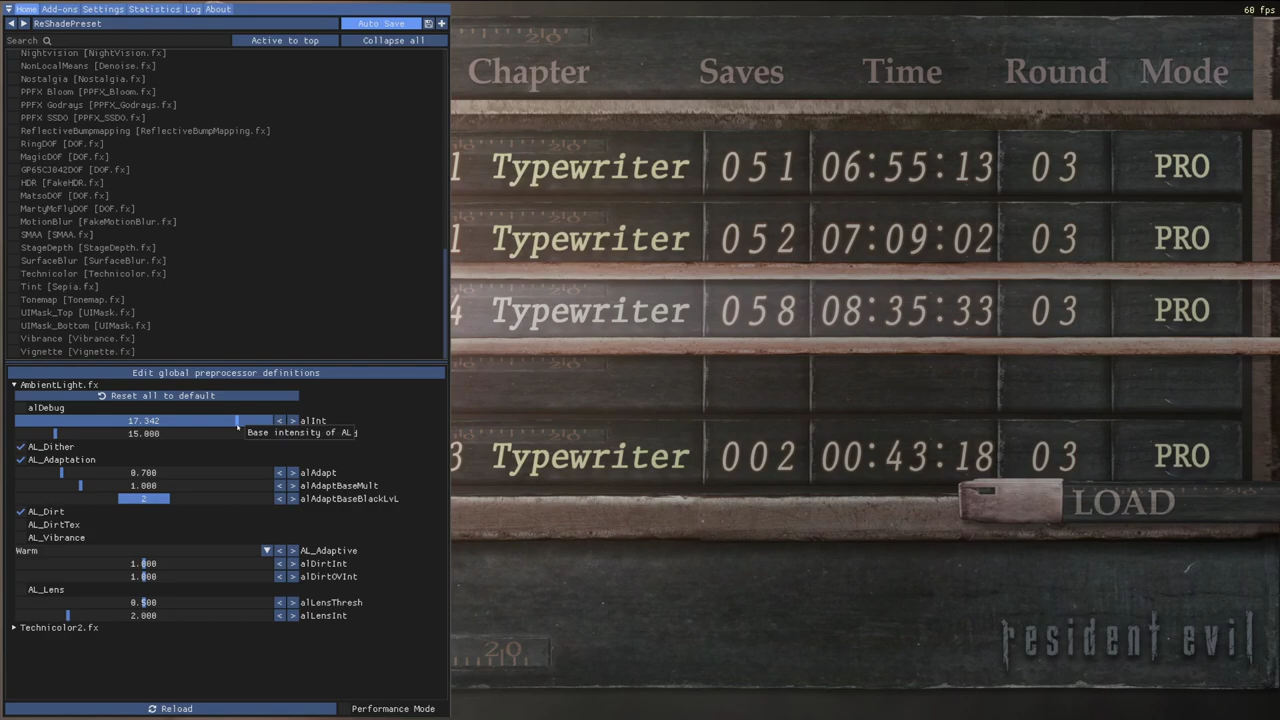 Home Add-ons Settings Statistics Log About
60 fps
ReShadePreset Auto Save
Search Active to top Collapse all
Nightvision [NightVision.fx]
NonLocalMeans [Denoise.fx]
Nostalgia [Nostalgia.fx]
PPFX Bloom [PPFX_Bloom.fx]
PPFX Godrays [PPFX_Godrays.fx]
PPFX SSDO [PPFX_SSDO.fx]
ReflectiveBumpmapping [ReflectiveBumpMapping.fx]
RingDOF [DOF.fx]
MagicDOF [DOF.fx]
GP65CJ042DOF [DOF.fx]
HDR [FakeHDR.fx]
MatsoDOF [DOF.fx]
MartyMcFlyDOF [DOF.fx]
MotionBlur [FakeMotionBlur.fx]
SMAA [SMAA.fx]
StageDepth [StageDepth.fx]
SurfaceBlur [SurfaceBlur.fx]
Technicolor [Technicolor.fx]
Tint [Sepia.fx]
Tonemap [Tonemap.fx]
UIMask_Top [UIMask.fx]
UIMask_Bottom [UIMask.fx]
Vibrance [Vibrance.fx]
Vignette [Vignette.fx]
Edit global preprocessor definitions
AmbientLight.fx
Reset all to default
alDebug
17.342 < > alInt
15.000 Base intensity of AL
AL_Dither
AL_Adaptation
0.700 < > alAdapt
1.000 < > alAdaptBaseMult
2 < > alAdaptBaseBlackLvL
AL_Dirt
AL_DirtTex
AL_Vibrance
Warm AL_Adaptive
1.000 < > alDirtInt
1.000 < > alDirtOVInt
AL_Lens
0.500 < > alLensThresh
2.000 < > alLensInt
Technicolor2.fx
Reload Performance Mode
Chapter Saves Time Round Mode
1 Typewriter 051 06:55:13 03 PRO
1 Typewriter 052 07:09:02 03 PRO
4 Typewriter 058 08:35:33 03 PRO
3 Typewriter 002 00:43:18 03 PRO
LOAD
20
resident evil